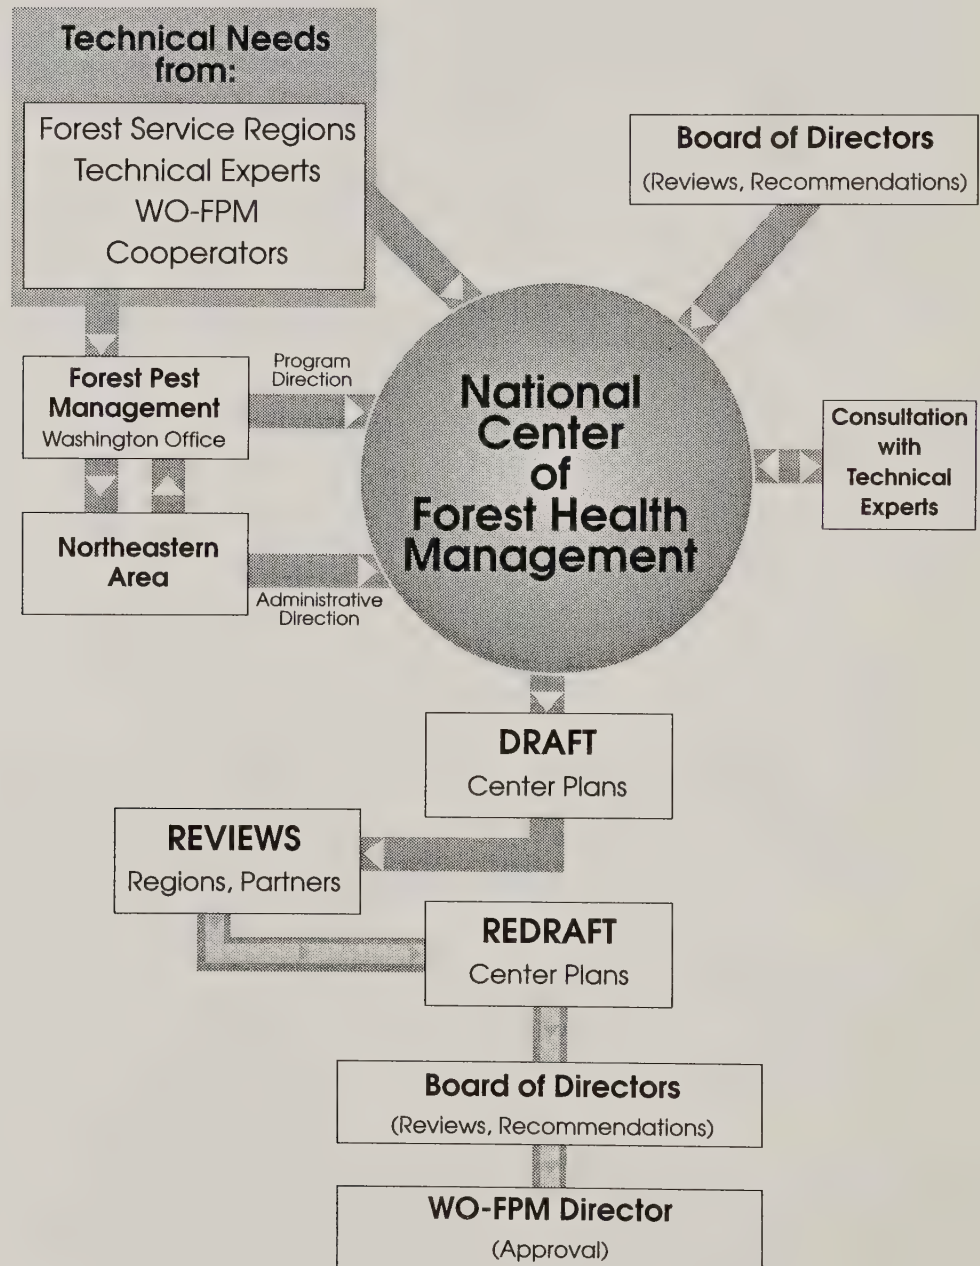 Technical Needs
from:
Forest Service Regions
Technical Experts
WO-FPM
Cooperators
Board of Directors
(Reviews, Recommendations)
Forest Pest
Management
Washington Office
Program
Direction
National
Center
of
Forest Health
Management
Consultation
with
Technical
Experts
Northeastern
Area
Administrative
Direction
DRAFT
Center Plans
REVIEWS
Regions, Partners
REDRAFT
Center Plans
Board of Directors
(Reviews, Recommendations)
WO-FPM Director
(Approval)